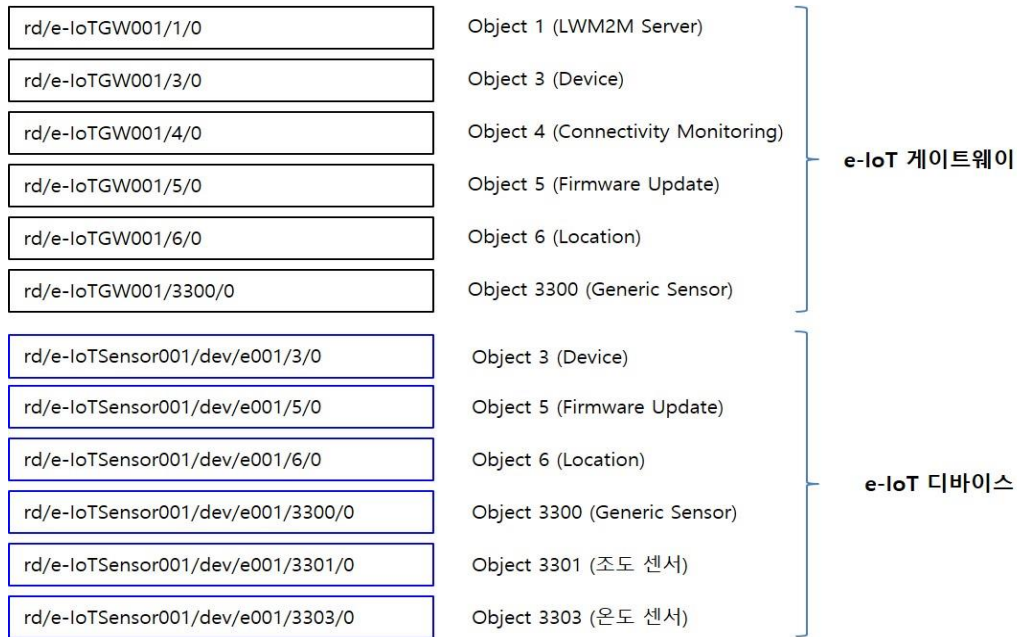 rd/e-IoTGW001/1/0 Object 1 (LWM2M Server)
rd/e-IoTGW001/3/0 Object 3 (Device)
rd/e-IoTGW001/4/0 Object 4 (Connectivity Monitoring)
e-IoT 게이트웨이
rd/e-IoTGW001/5/0 Object 5 (Firmware Update)
rd/e-IoTGW001/6/0 Object 6 (Location)
rd/e-IoTGW001/3300/0 Object 3300 (Generic Sensor)
rd/e-IoTSensor001/dev/e001/3/0 Object 3 (Device)
rd/e-IoTSensor001/dev/e001/5/0 Object 5 (Firmware Update)
rd/e-IoTSensor001/dev/e001/6/0 Object 6 (Location)
e-IoT 디바이스
rd/e-IoTSensor001/dev/e001/3300/0 Object 3300 (Generic Sensor)
rd/e-IoTSensor001/dev/e001/3301/0 Object 3301 (조도 센서)
rd/e-IoTSensor001/dev/e001/3303/0 Object 3303 (온도 센서)